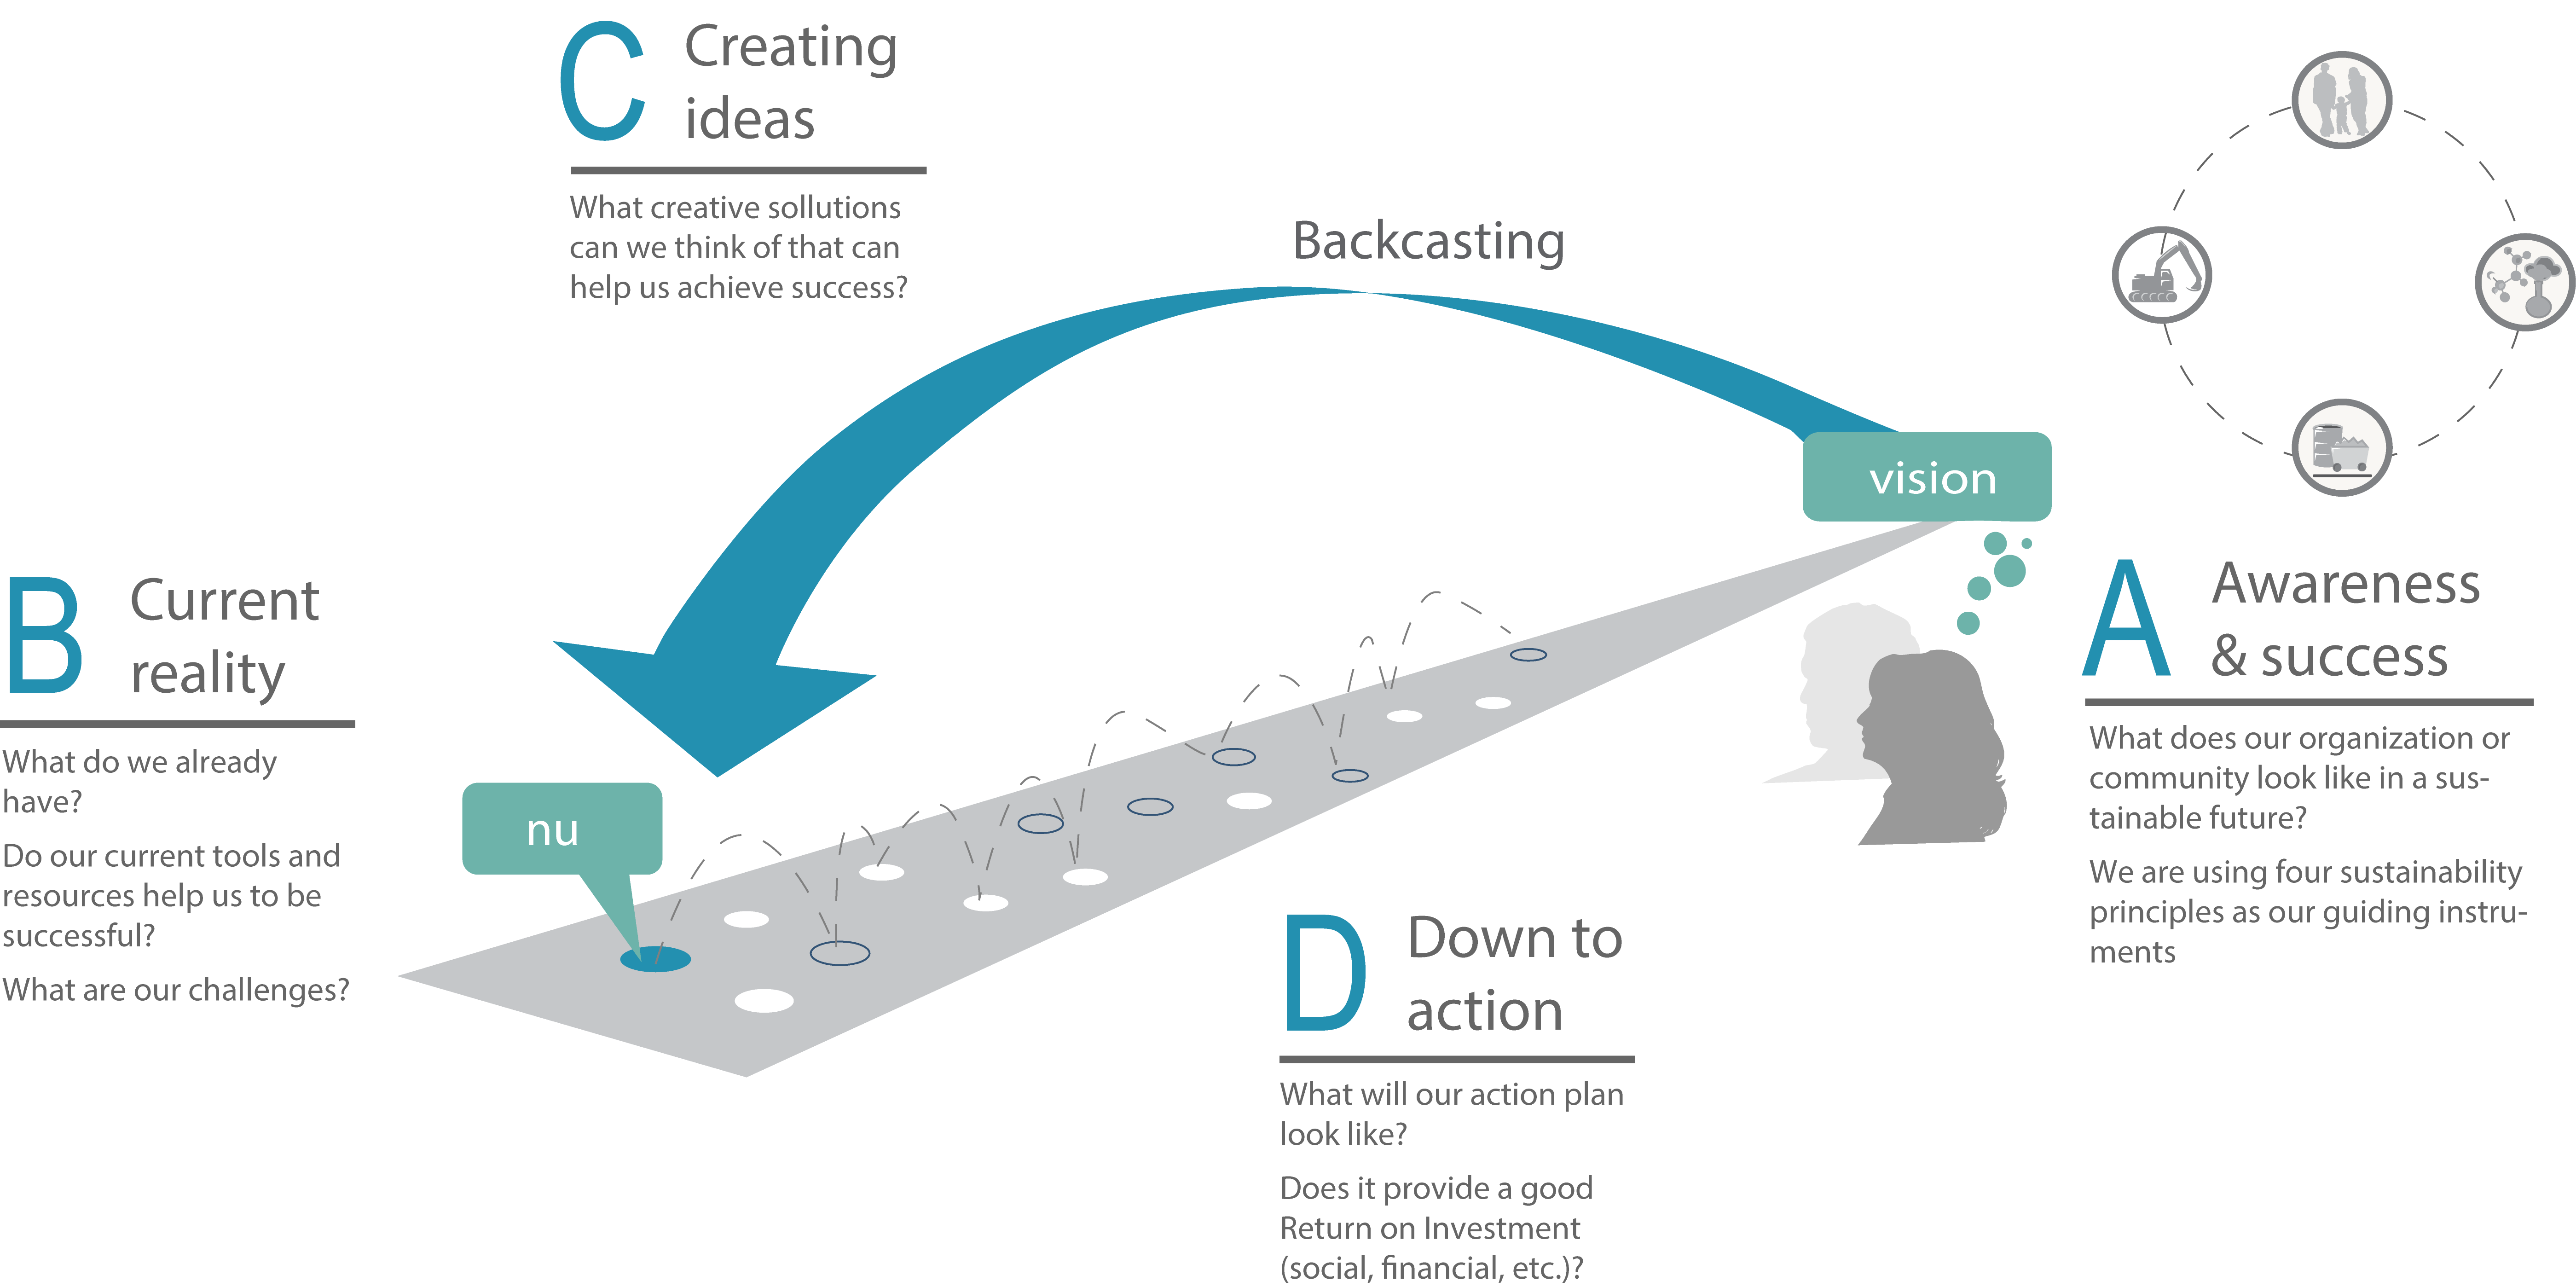 C Creating
ideas
What creative sollutions
can we think of that can
help us achieve success?
Backcasting
vision
B Current
reality
What do we already
have?
Do our current tools and
resources help us to be
successful?
What are our challenges?
nu
A Awareness
& success
What does our organization or
community look like in a sus-
tainable future?
We are using four sustainability
principles as our guiding instru-
ments
D Down to
action
What will our action plan
look like?
Does it provide a good
Return on Investment
(social, financial, etc.)?